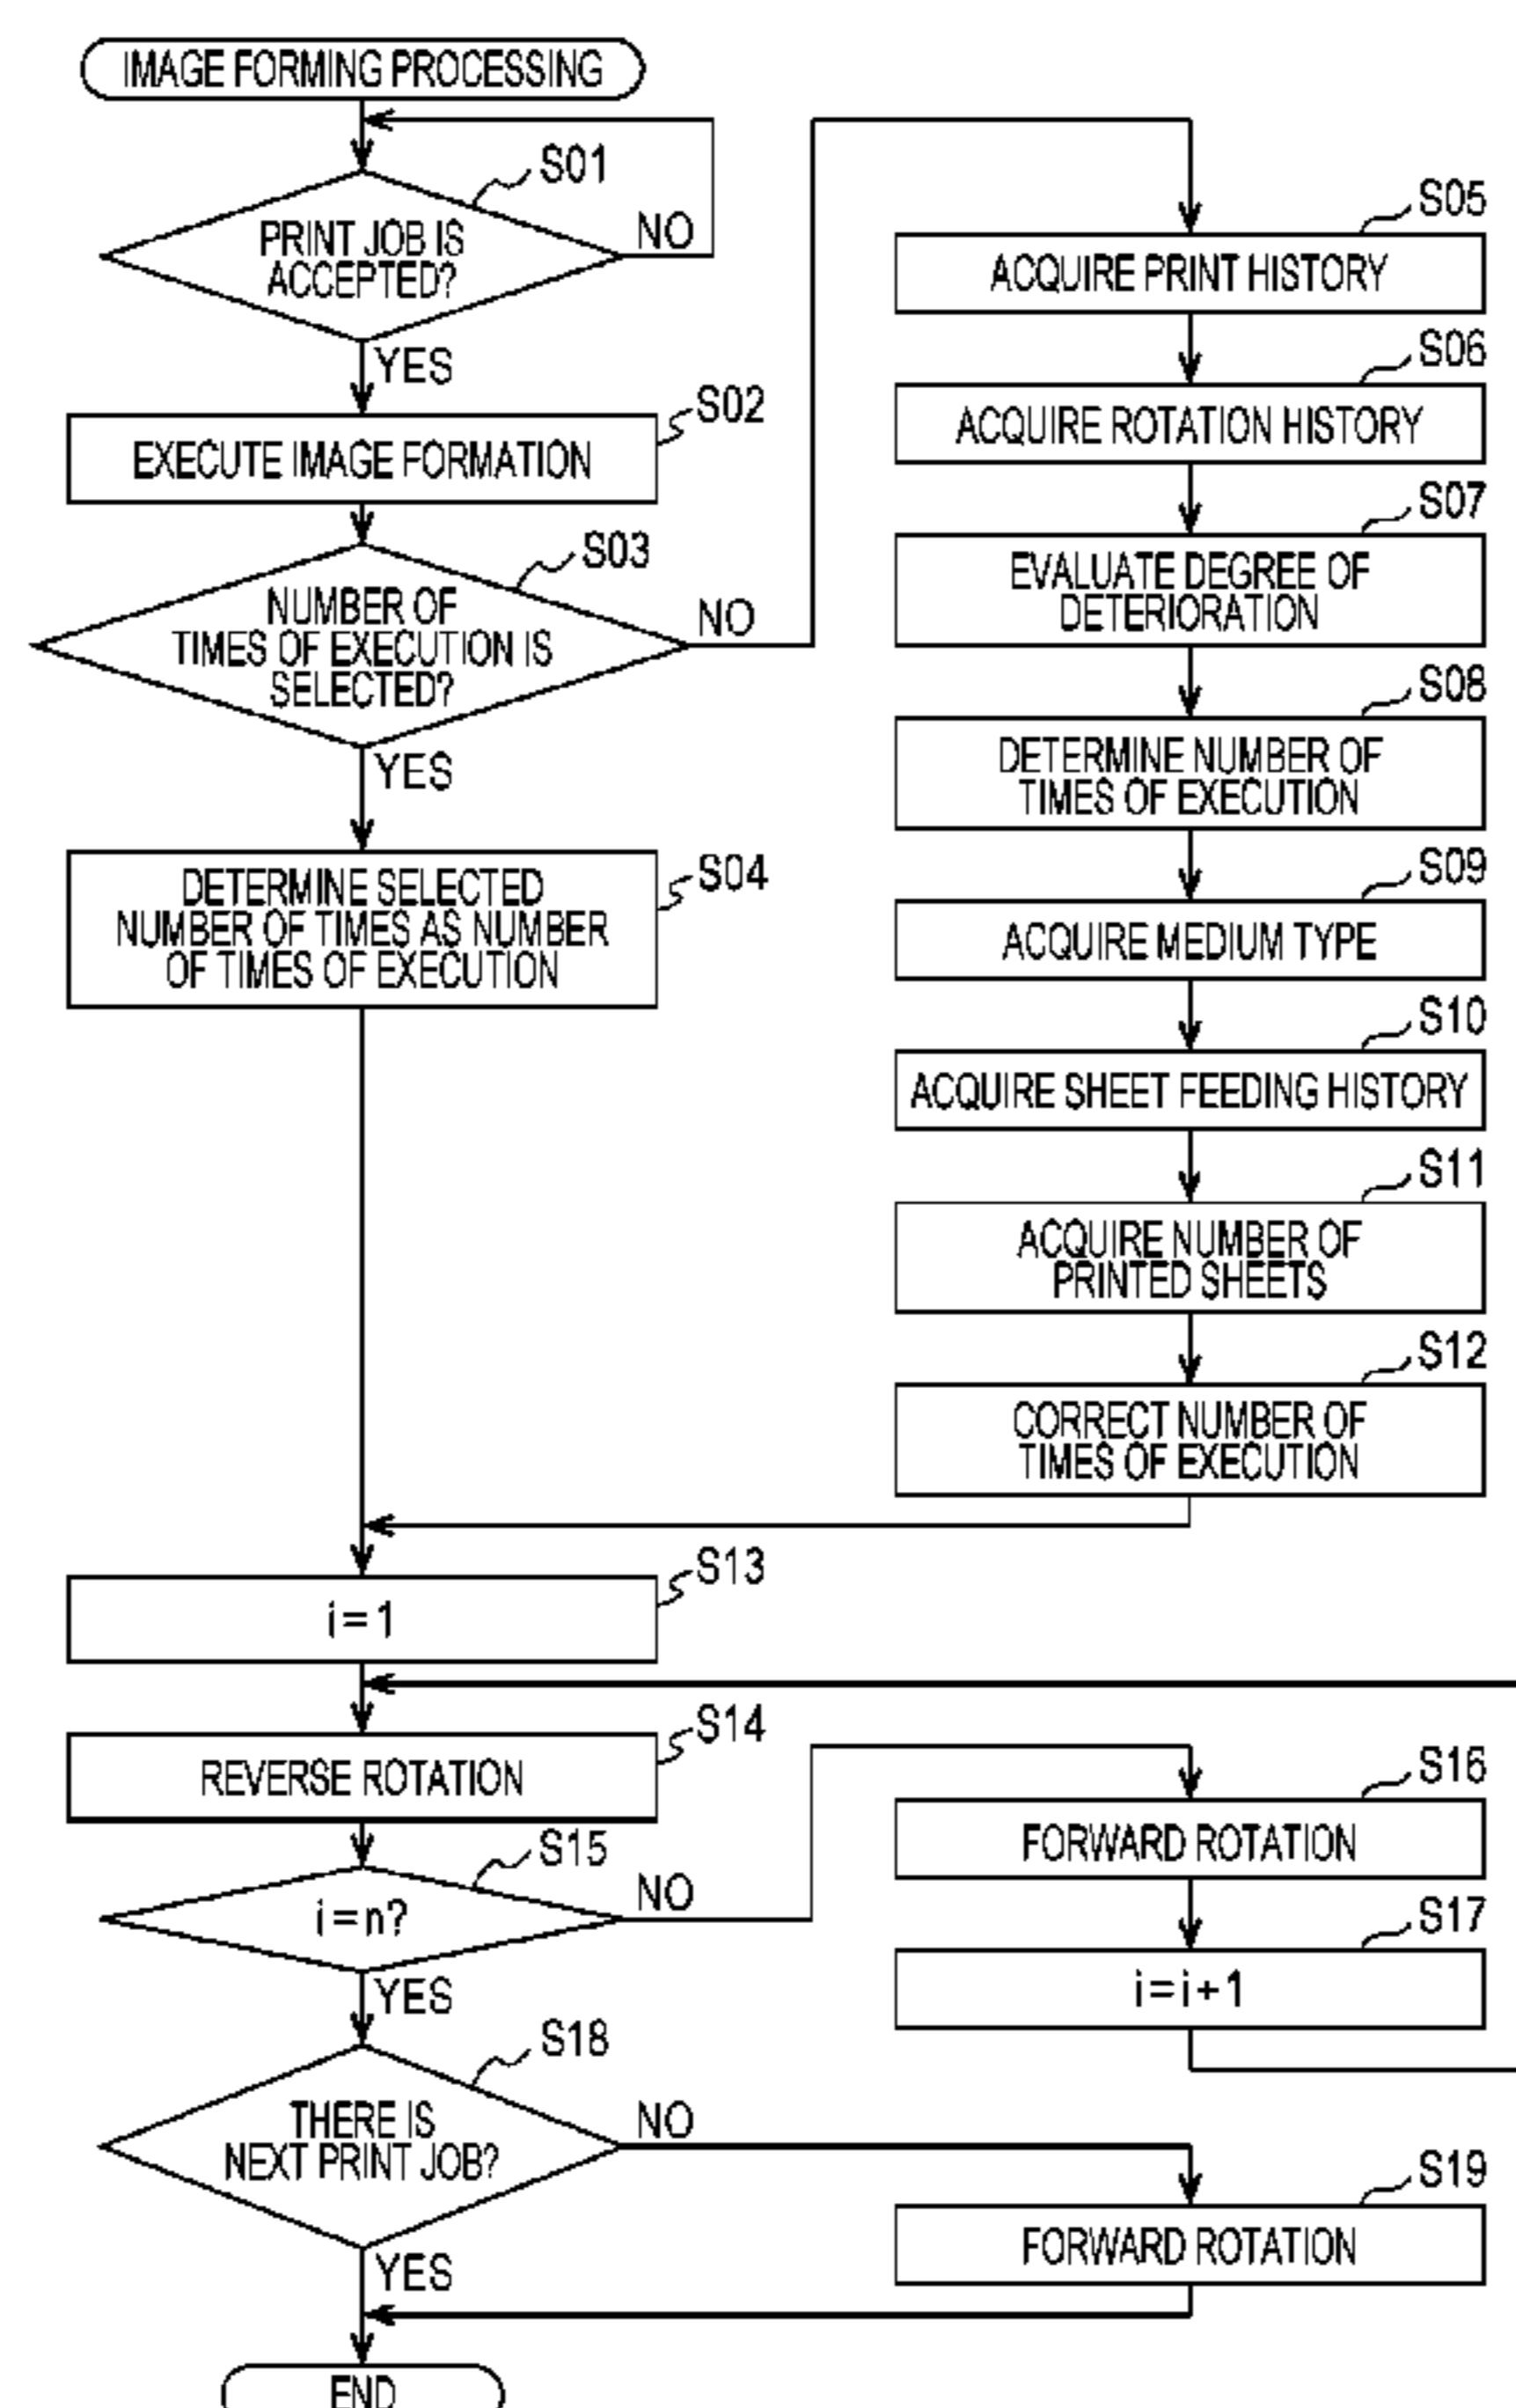 IMAGE FORMING PROCESSING
S01
PRINT JOB IS
ACCEPTED?
NO
YES
S02
EXECUTE IMAGE FORMATION
S03
NUMBER OF
TIMES OF EXECUTION IS
SELECTED?
NO
YES
S04
DETERMINE SELECTED
NUMBER OF TIMES AS NUMBER
OF TIMES OF EXECUTION
S05
ACQUIRE PRINT HISTORY
S06
ACQUIRE ROTATION HISTORY
S07
EVALUATE DEGREE OF
DETERIORATION
S08
DETERMINE NUMBER OF
TIMES OF EXECUTION
S09
ACQUIRE MEDIUM TYPE
S10
ACQUIRE SHEET FEEDING HISTORY
S11
ACQUIRE NUMBER OF
PRINTED SHEETS
S12
CORRECT NUMBER OF
TIMES OF EXECUTION
S13
i = 1
S14
REVERSE ROTATION
S15
i = n?
NO
YES
S16
FORWARD ROTATION
S17
i = i + 1
S18
THERE IS
NEXT PRINT JOB?
NO
YES
S19
FORWARD ROTATION
END